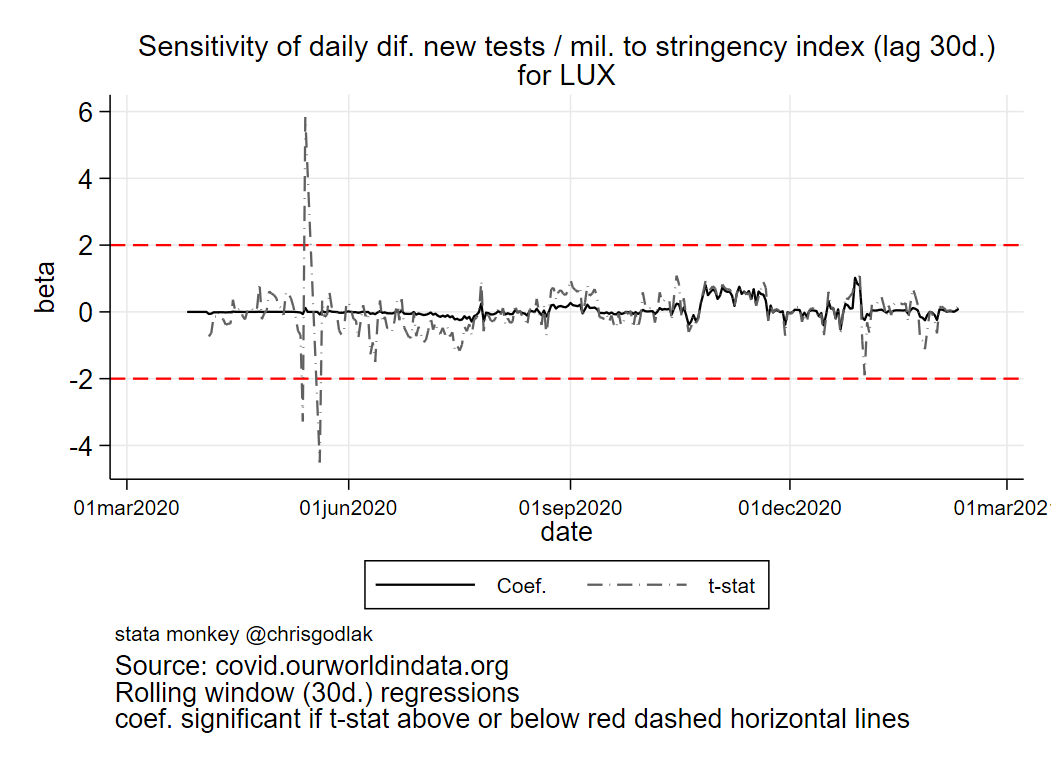 Sensitivity of daily dif. new tests / mil. to stringency index (lag 30d.)
for LUX
6
4
2
0
-2
-4
beta
01mar2020
01jun2020
01sep2020
01dec2020
01mar202
date
Coef.
t-stat
stata monkey @chrisgodlak
Source: covid.ourworldindata.org
Rolling window (30d.) regressions
coef. significant if t-stat above or below red dashed horizontal lines